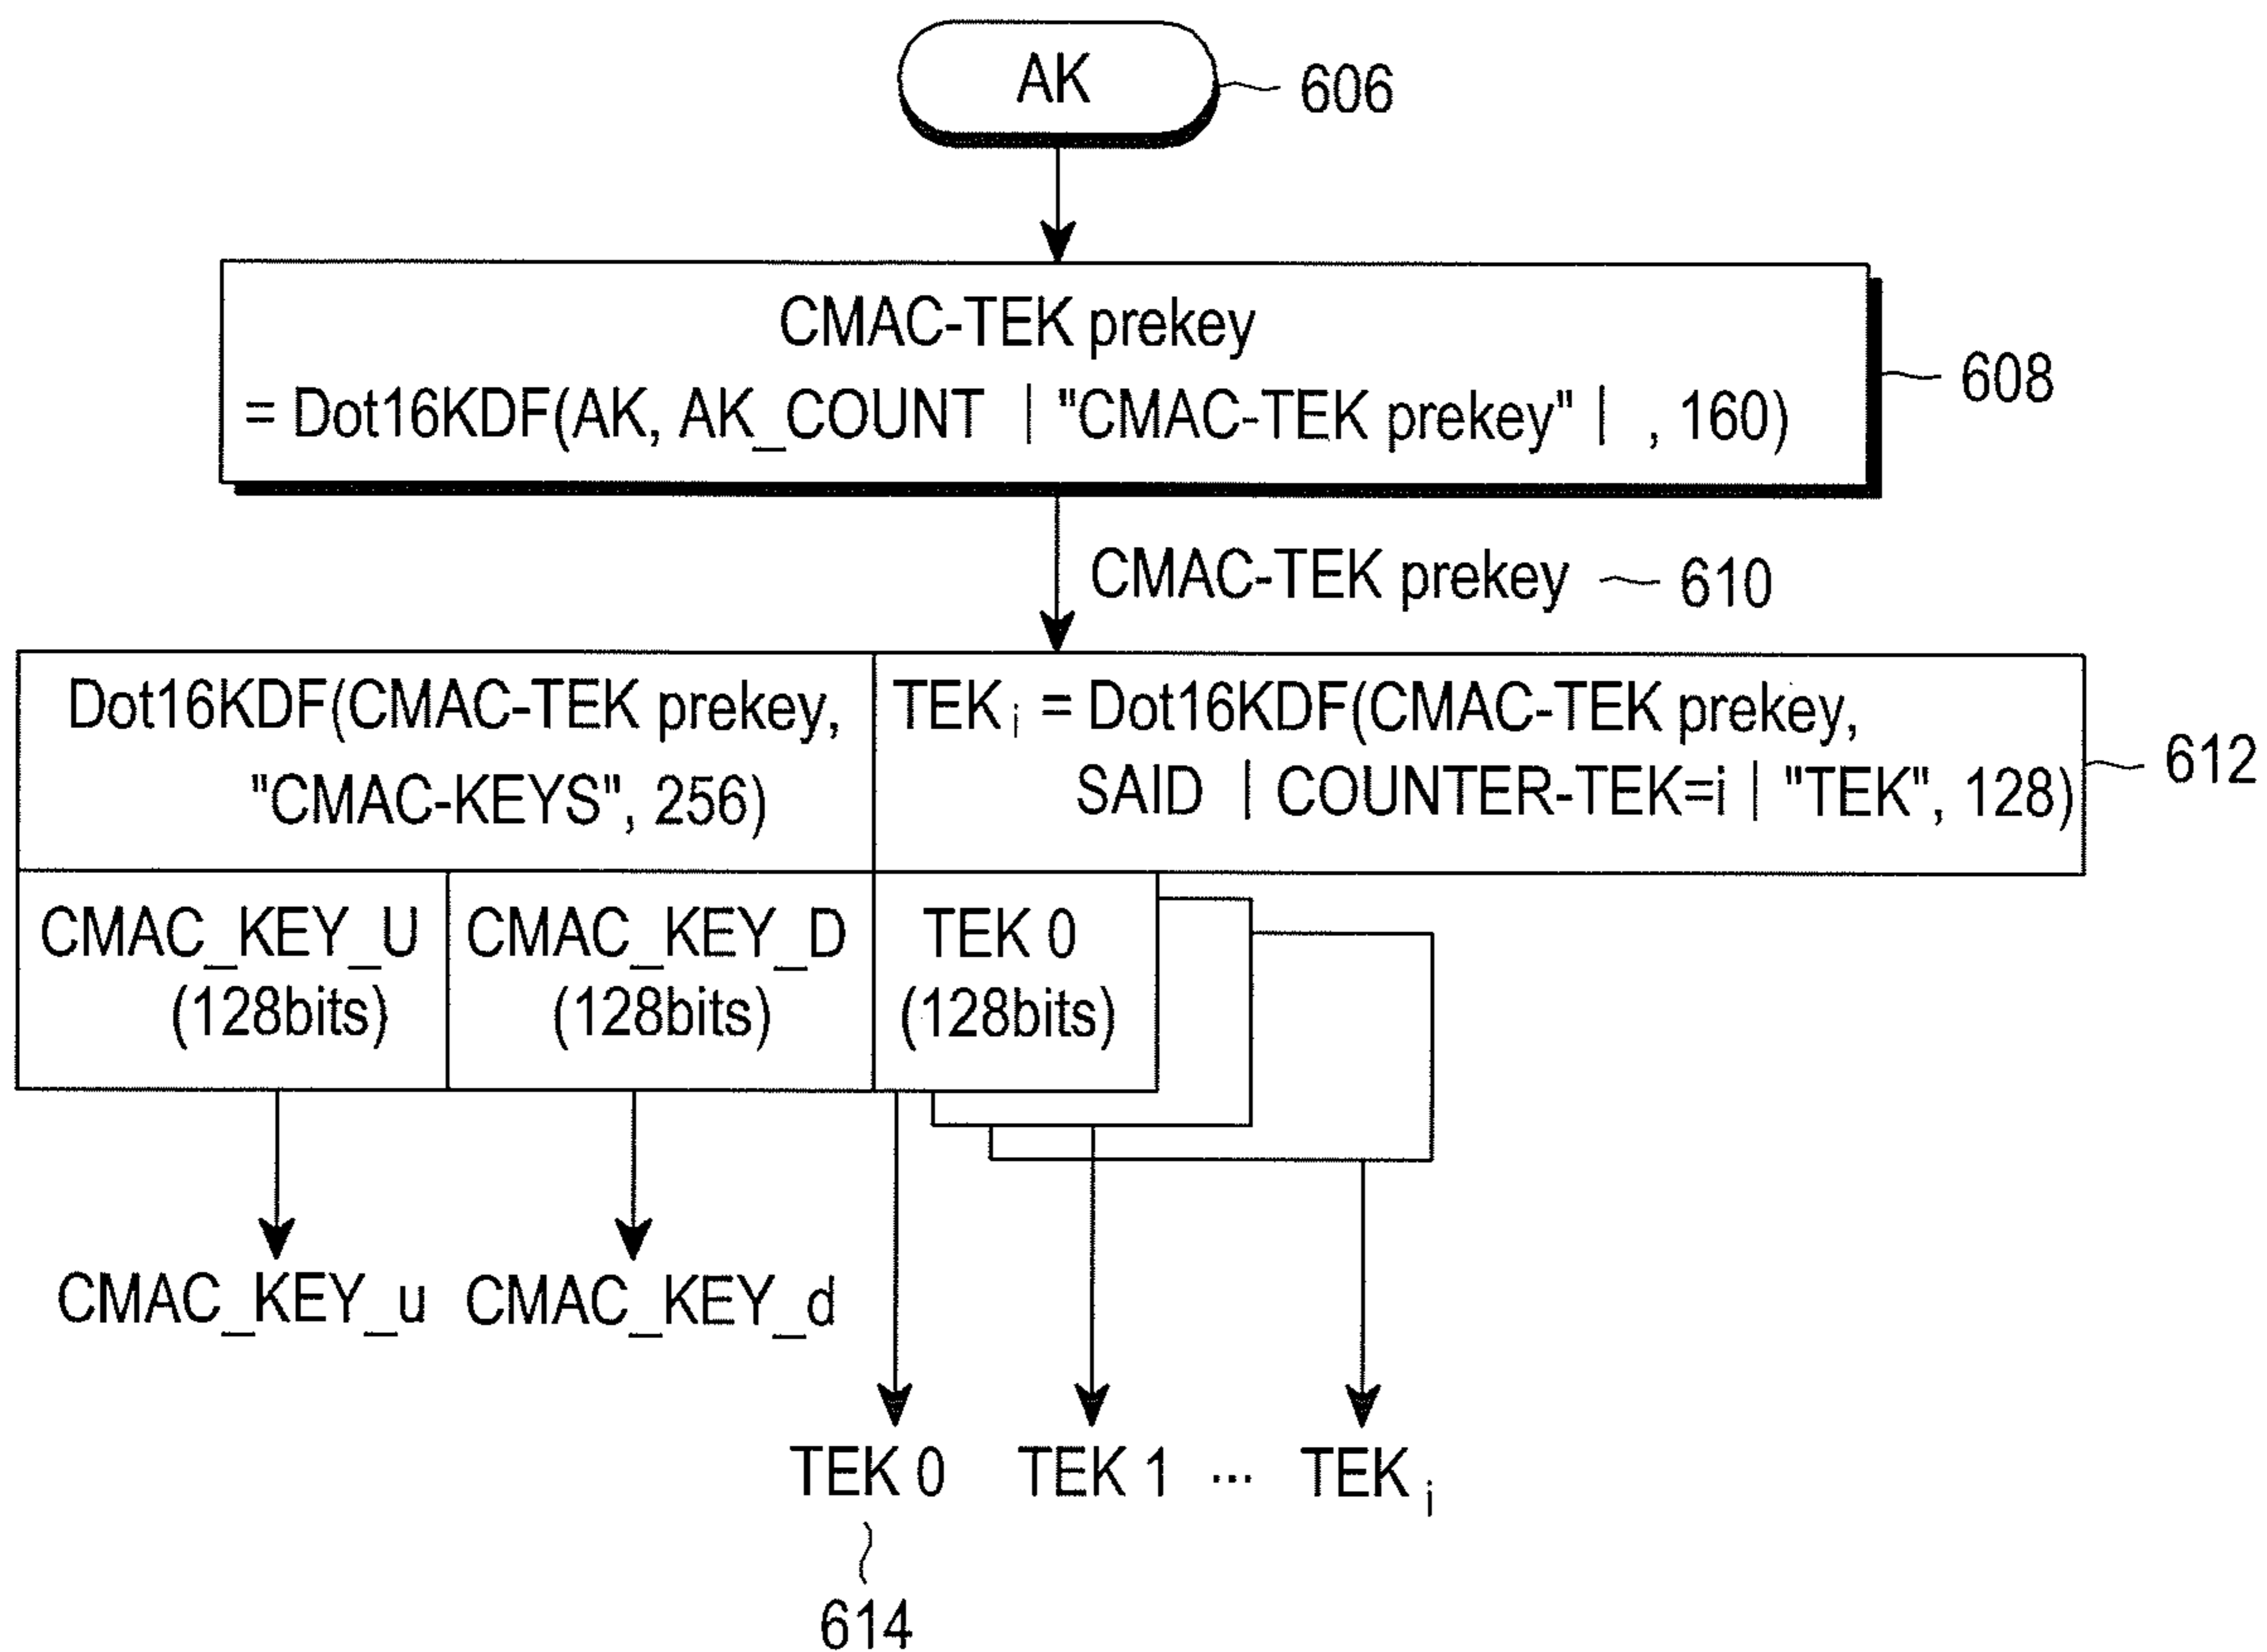 AK
606
CMAC-TEK prekey
= Dot16KDF(AK, AK_COUNT | "CMAC-TEK prekey" | , 160)
608
CMAC-TEK prekey
610
Dot16KDF(CMAC-TEK prekey,
"CMAC-KEYS", 256)
TEK i = Dot16KDF(CMAC-TEK prekey,
SAID | COUNTER-TEK=i | "TEK", 128)
612
CMAC_KEY_U
(128bits)
CMAC_KEY_D
(128bits)
TEK 0
(128bits)
CMAC_KEY_u
CMAC_KEY_d
TEK 0
TEK 1
...
TEK i
614